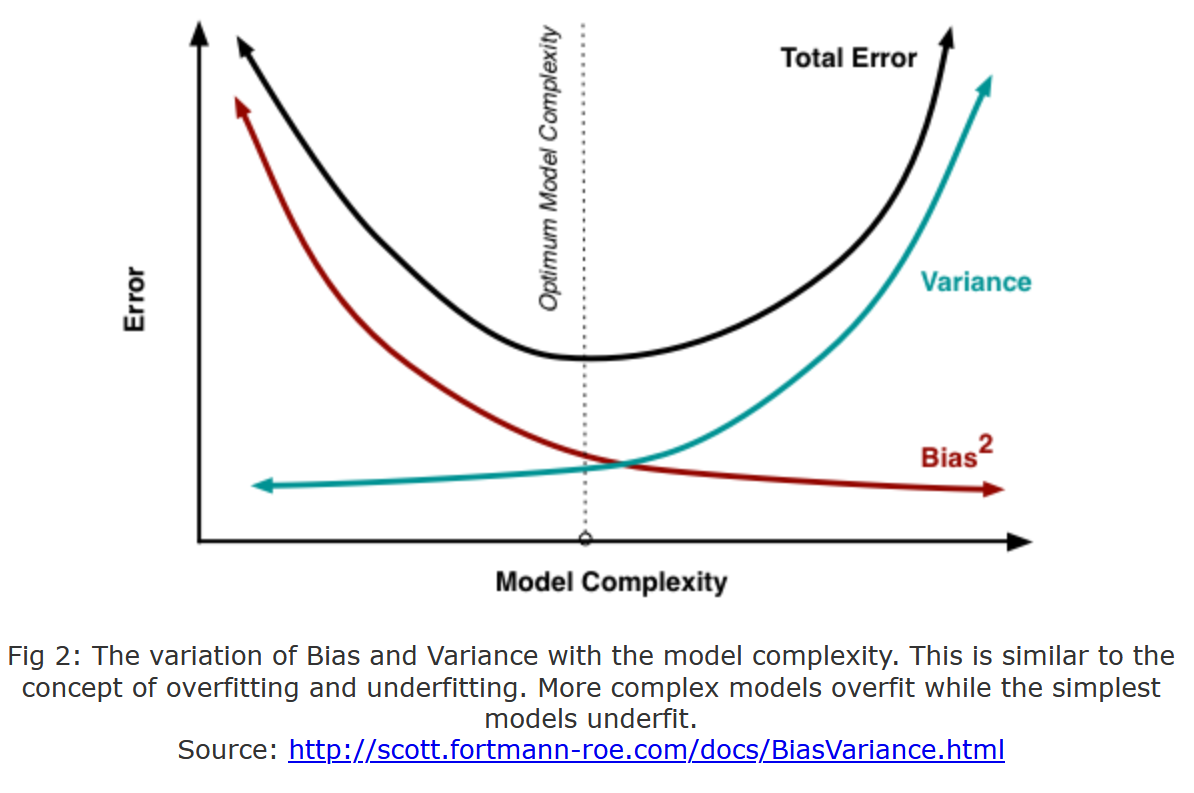 Optimum Model Complexity
Total Error
Variance
Error
Bias²
Model Complexity
Fig 2: The variation of Bias and Variance with the model complexity. This is similar to the
concept of overfitting and underfitting. More complex models overfit while the simplest
models underfit.
Source: http://scott.fortmann-roe.com/docs/BiasVariance.html